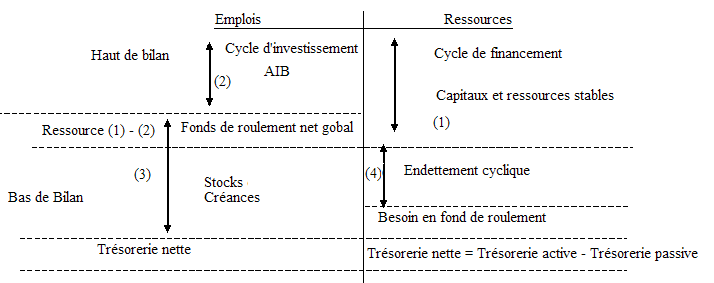 Emplois
Ressources
Haut de bilan
Cycle d'investissement
AIB
(2)
Cycle de financement
Capitaux et ressources stables
(1)
Ressource (1) - (2)
Fonds de roulement net gobal
(3)
Stocks
Créances
(4)
Endettement cyclique
Bas de Bilan
Besoin en fond de roulement
Trésorerie nette
Trésorerie nette = Trésorerie active - Trésorerie passive